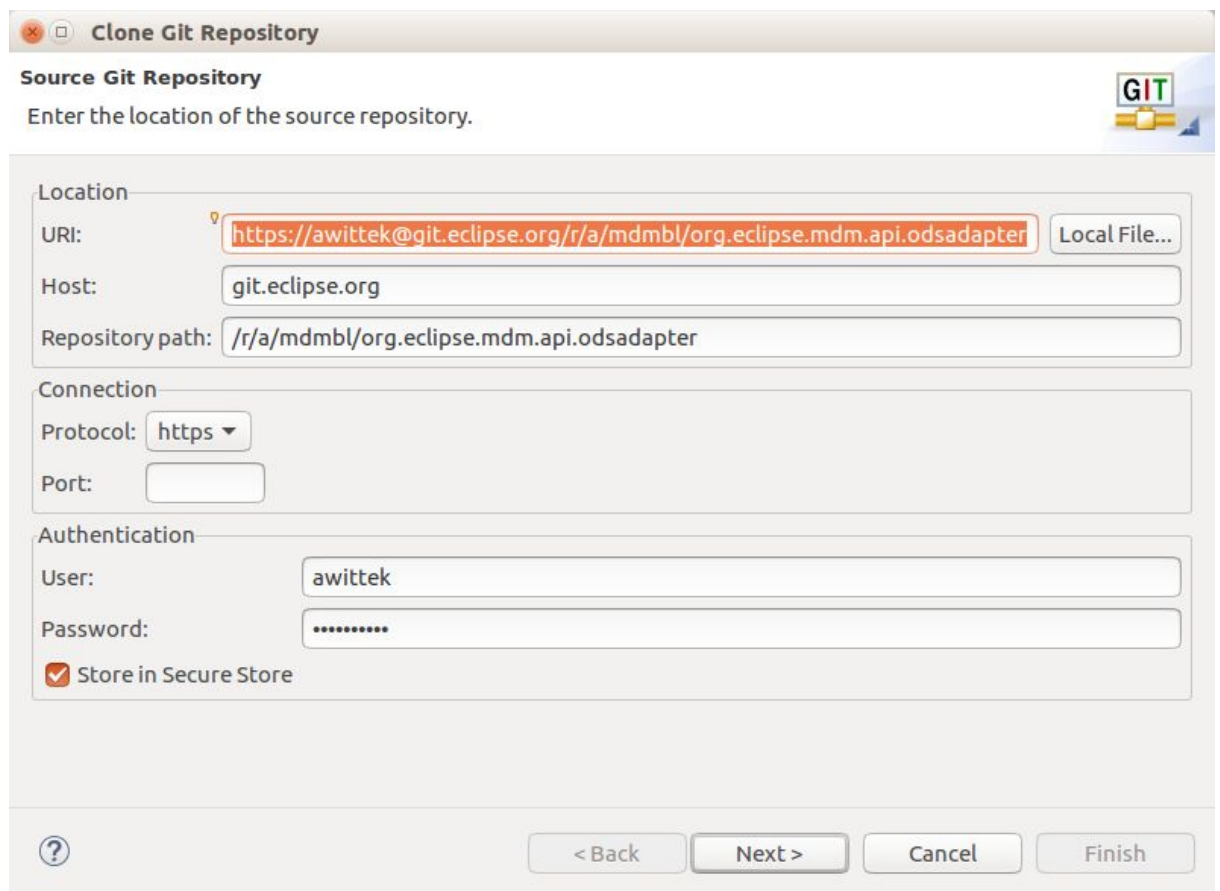 Clone Git Repository
Source Git Repository
Enter the location of the source repository.
GIT
Location
URI: https://awittek@git.eclipse.org/r/a/mdmbl/org.eclipse.mdm.api.odsadapter Local File...
Host: git.eclipse.org
Repository path: /r/a/mdmbl/org.eclipse.mdm.api.odsadapter
Connection
Protocol: https
Port:
Authentication
User: awittek
Password: ••••••••••
Store in Secure Store
? < Back Next > Cancel Finish